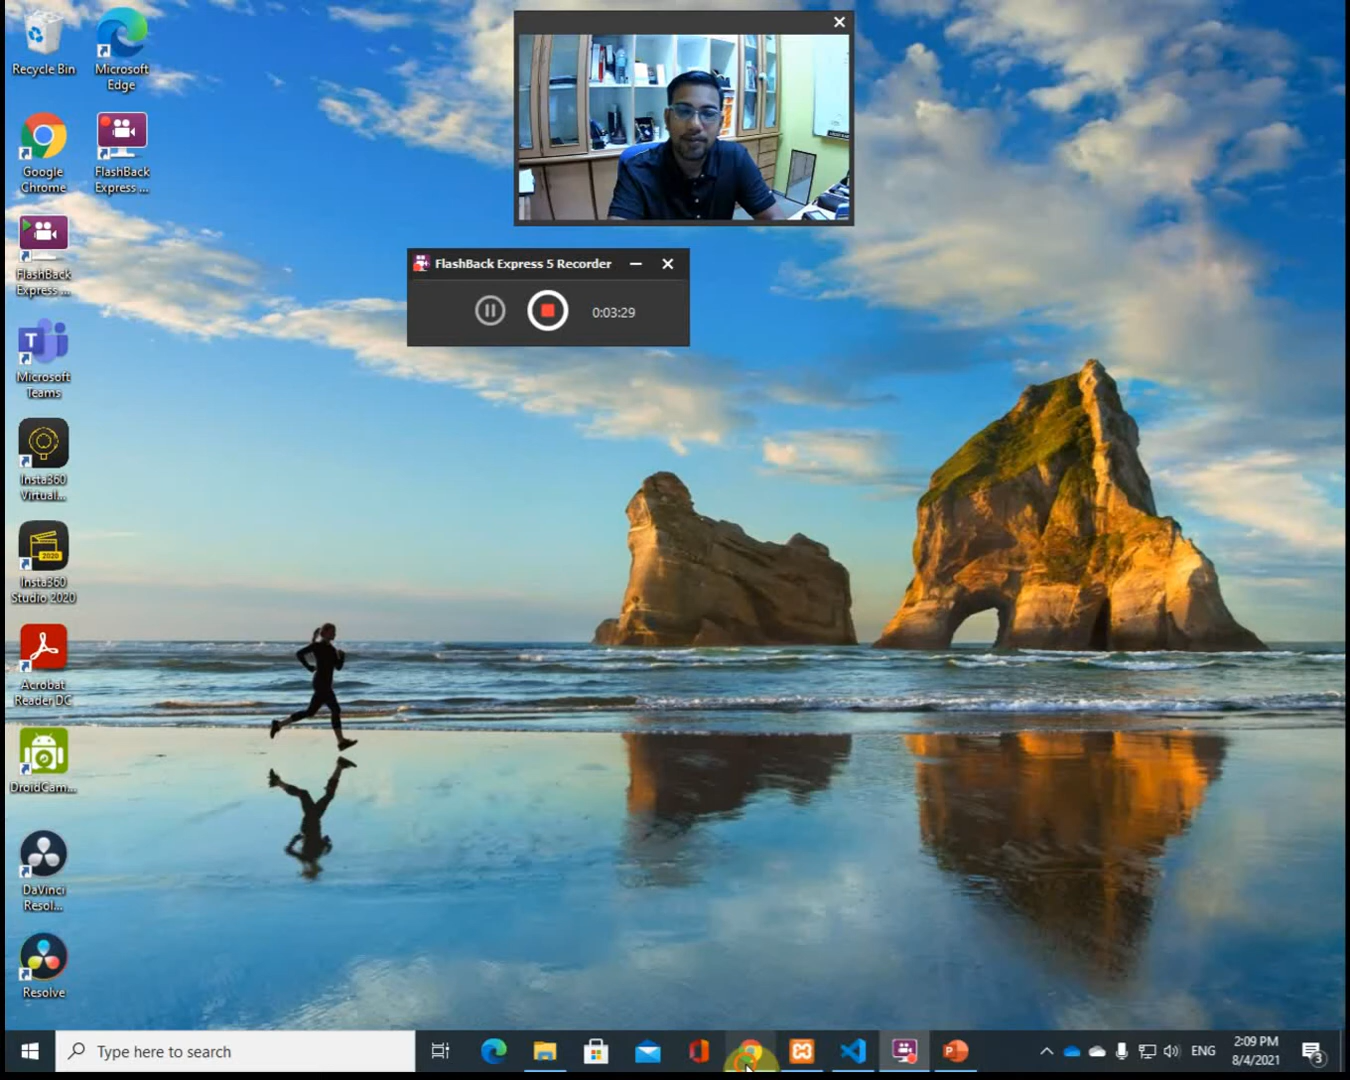 Recycle Bin
Microsoft
Edge
Google
Chrome
FlashBack
Express ...
FlashBack
Express ...
Microsoft
Teams
Insta360
Virtual...
Insta360
Studio 2020
2020
Acrobat
Reader DC
DroidCam...
DaVinci
Resol...
Resolve
FlashBack Express 5 Recorder
0:03:29
Type here to search
ENG
2:09 PM
8/4/2021
3